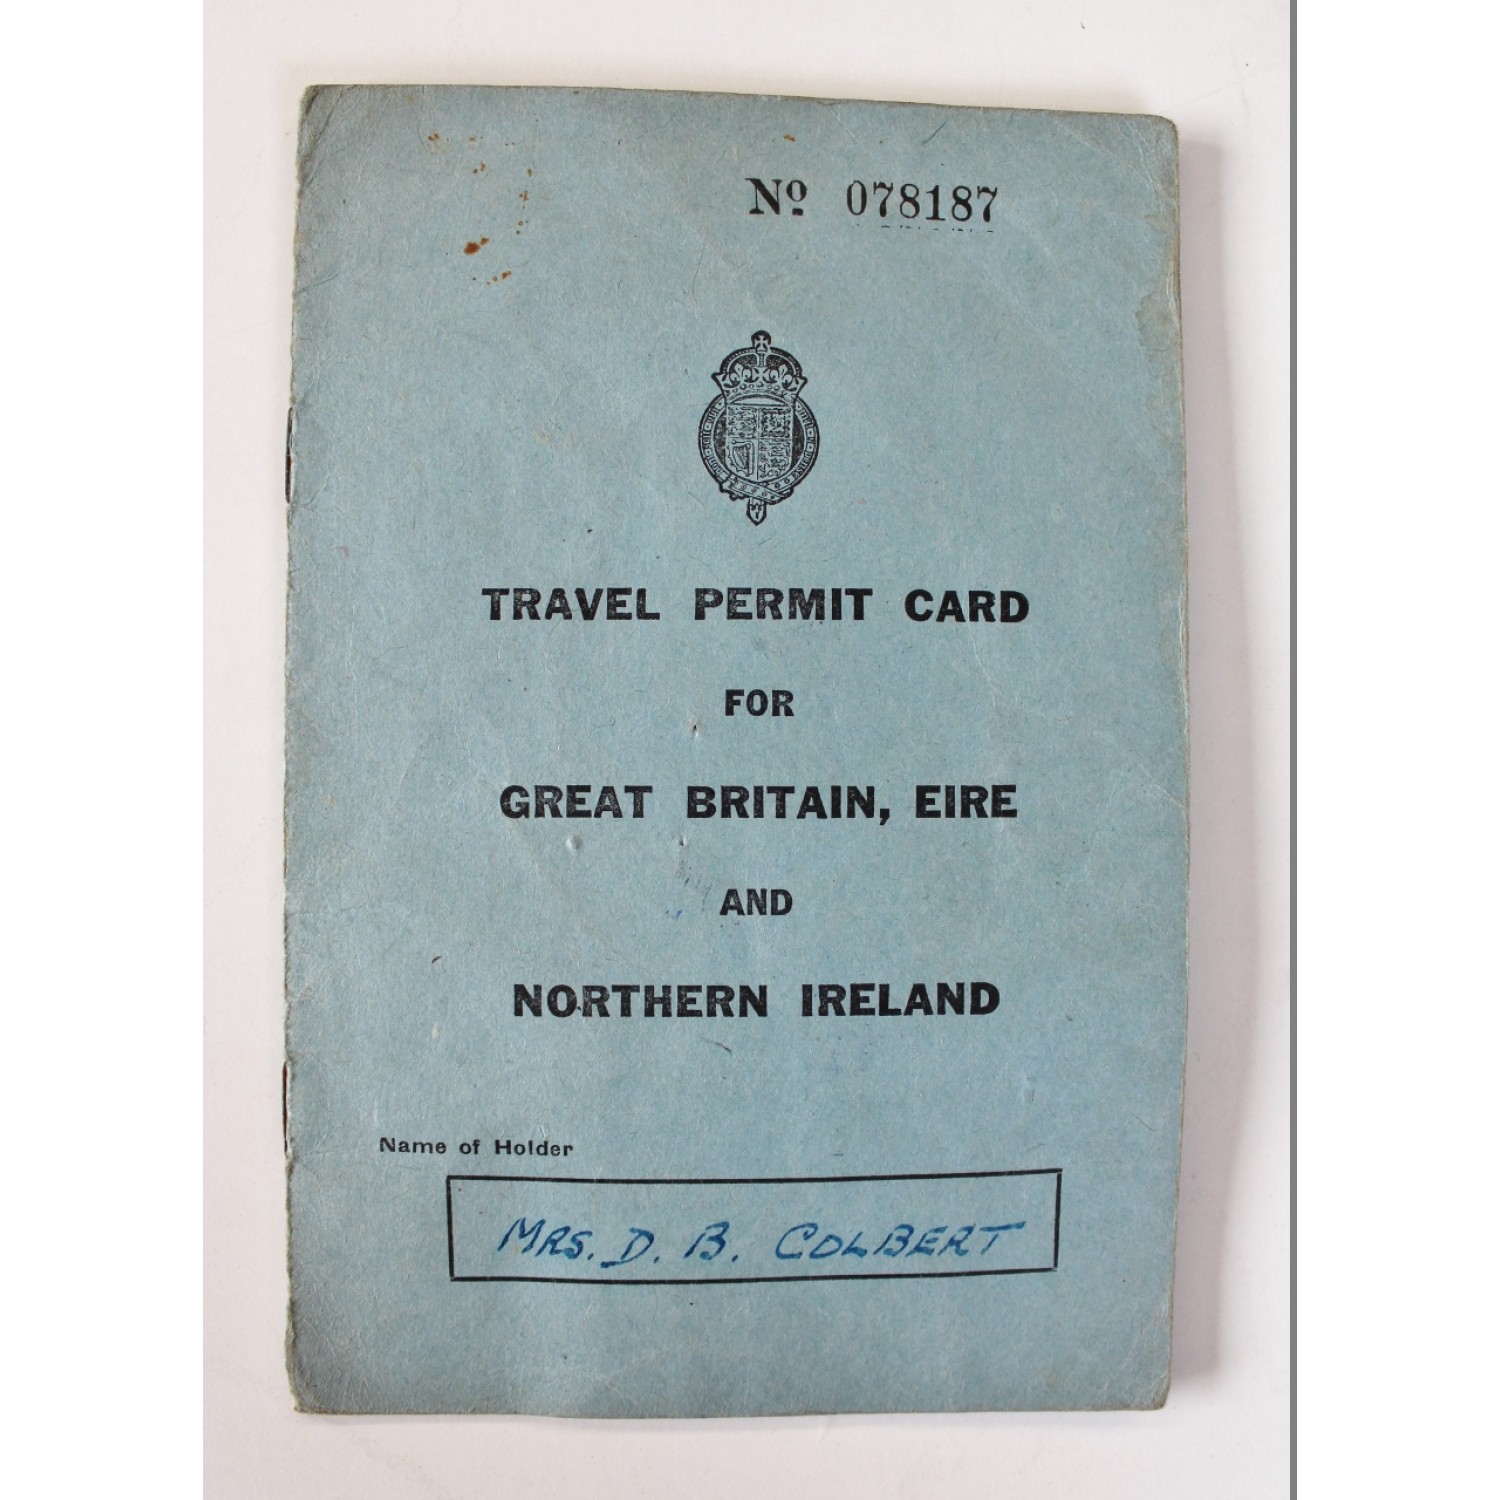 Nº 078187
TRAVEL PERMIT CARD
FOR
GREAT BRITAIN, EIRE
AND
NORTHERN IRELAND
Name of Holder
MRS. D. B. COLBERT